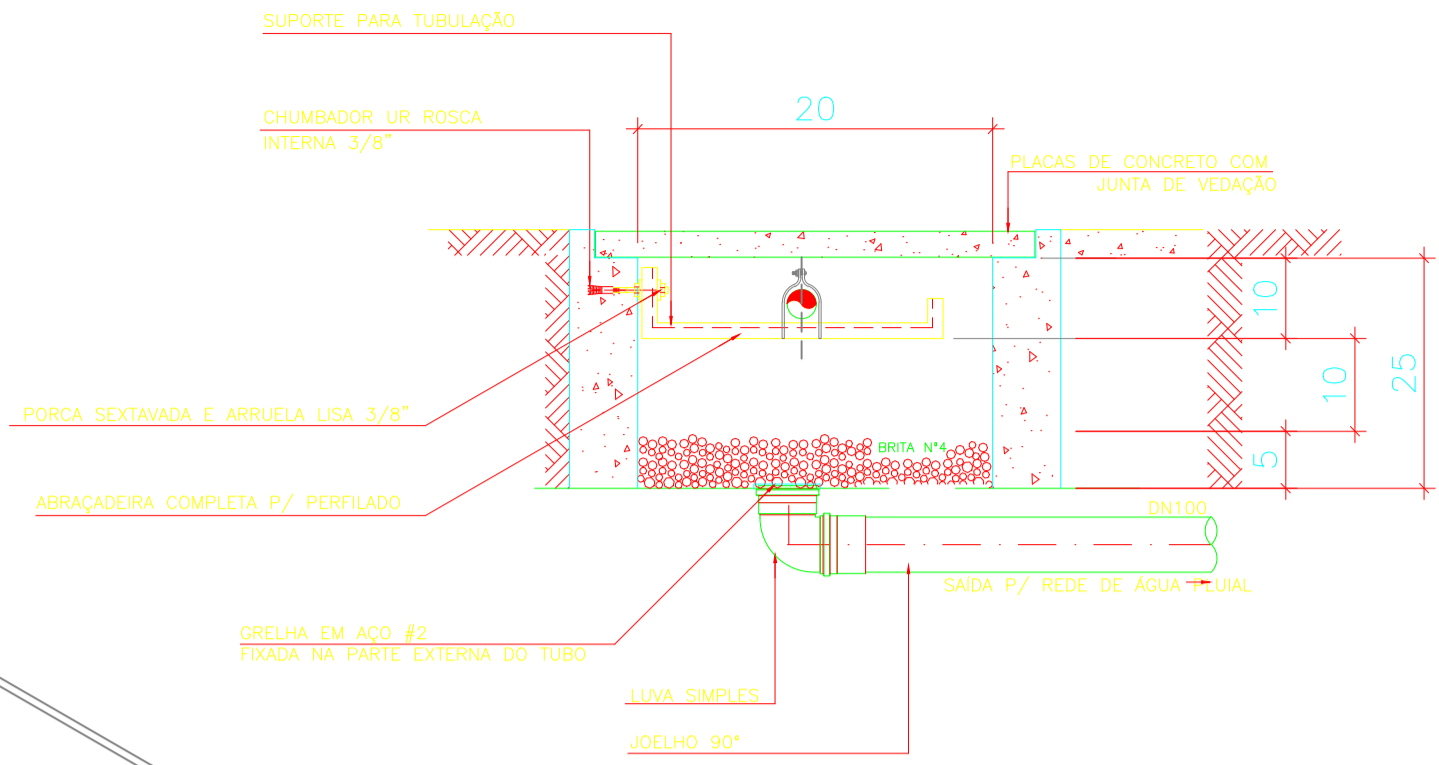 SUPORTE PARA TUBULAÇÃO
20
CHUMBADOR UR ROSCA
INTERNA 3/8"
PLACAS DE CONCRETO COM
JUNTA DE VEDAÇÃO
10
25
10
PORCA SEXTAVADA E ARRUELA LISA 3/8"
BRITA N°4
5
ABRAÇADEIRA COMPLETA P/ PERFILADO
DN100
SAÍDA P/ REDE DE ÁGUA PLUIAL
GRELHA EM AÇO #2
FIXADA NA PARTE EXTERNA DO TUBO
LUVA SIMPLES
JOELHO 90°